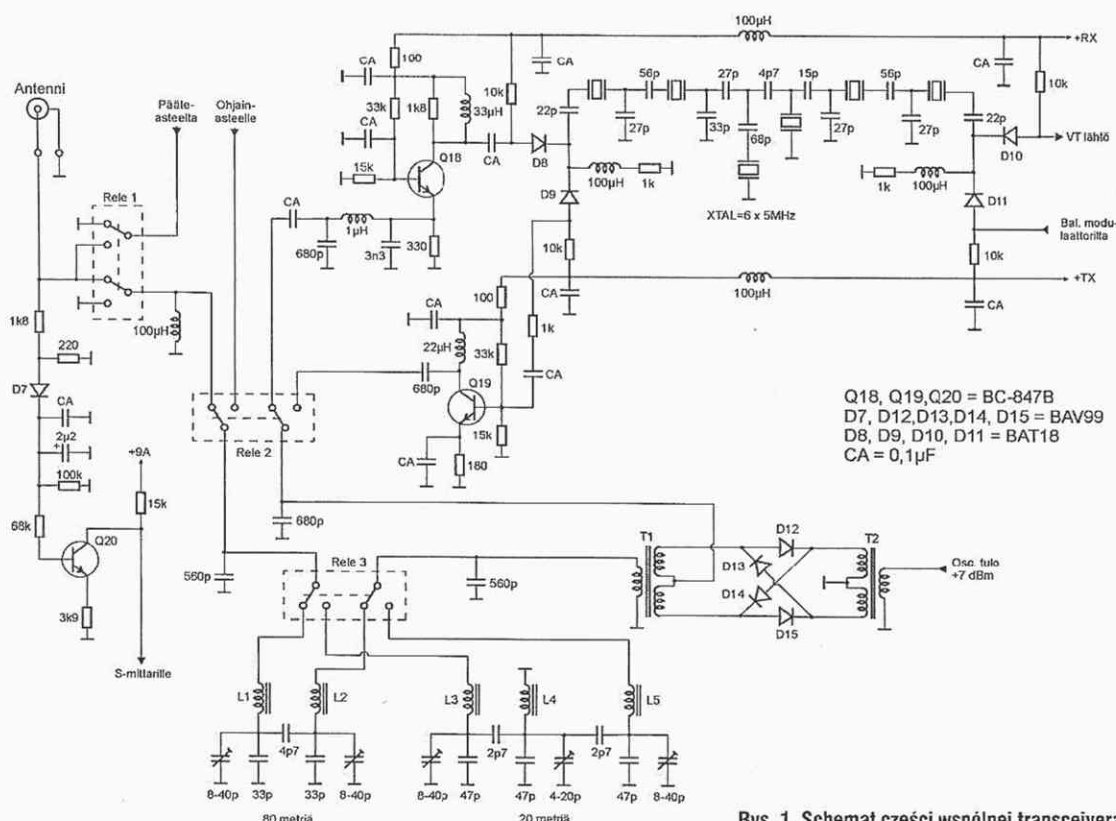 100µH
+RX
100
CA
CA
CA
10k
56p
27p
4p7
15p
56p
10k
Antenni
Pääte-
asteelta
Ohjain-
asteelle
33k
1k8
33µH
22p
27p
33p
68p
27p
27p
22p
CA
Q18
CA
D8
D10
VT lähtö
15k
100µH
1k
1k
100µH
Rele 1
CA
D9
XTAL=6 x 5MHz
D11
1µH
10k
Bal. modu-
laattorilta
680p
3n3
330
10k
+TX
100µH
100
CA
CA
1k8
100µH
CA
1k
220
22µH
33k
D7
680p
Q19
CA
Q18, Q19,Q20 = BC-847B
D7, D12,D13,D14, D15 = BAV99
D8, D9, D10, D11 = BAT18
CA = 0,1µF
CA
15k
2µ2
+
Rele 2
CA
180
+9A
100k
15k
68k
680p
Q20
T1
D12
T2
Rele 3
D13
560p
560p
D14
Osc. tulo
+7 dBm
3k9
D15
S-mittarille
L1
L2
L3
L4
L5
4p7
2p7
2p7
8-40p
33p
33p
8-40p
8-40p
47p
47p
4-20p
47p
8-40p
80 metriä
20 metriä
Rys. 1. Schemat części wspólnej transceivera